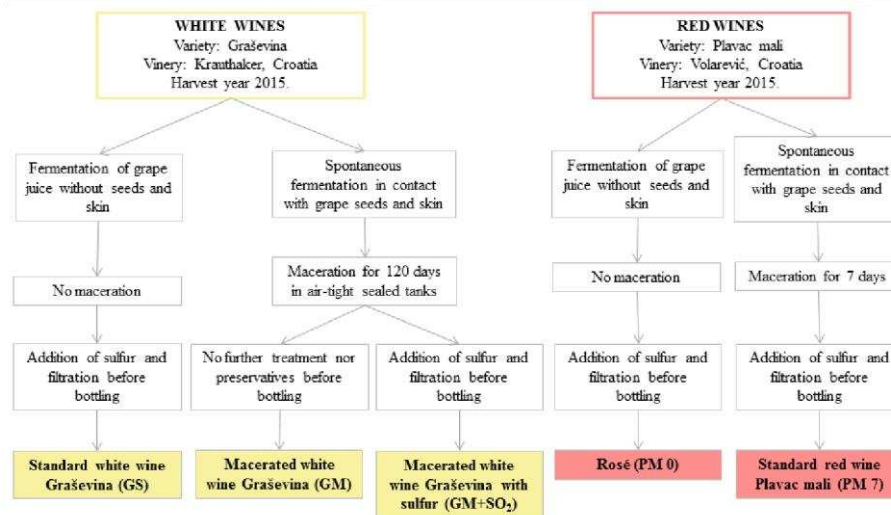 WHITE WINES
Variety: Graševina
Vinery: Krauthaker, Croatia
Harvest year 2015.
RED WINES
Variety: Plavac mali
Vinery: Volarević, Croatia
Harvest year 2015.
Fermentation of grape
juice without seeds and
skin
Spontaneous
fermentation in contact
with grape seeds and skin
Fermentation of grape
juice without seeds and
skin
Spontaneous
fermentation in contact
with grape seeds and
skin
No maceration
Maceration for 120 days
in air-tight sealed tanks
No maceration
Maceration for 7 days
Addition of sulfur and
filtration before
bottling
No further treatment nor
preservatives before
bottling
Addition of sulfur and
filtration before
bottling
Addition of sulfur and
filtration before
bottling
Addition of sulfur and
filtration before
bottling
Standard white wine
Graševina (GS)
Macerated white
wine Graševina (GM)
Macerated white
wine Graševina with
sulfur (GM+SO₂)
Rosé (PM 0)
Standard red wine
Plavac mali (PM 7)